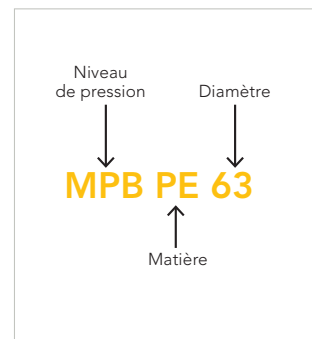 Niveau
de pression
Diamètre
MPB PE 63
Matière